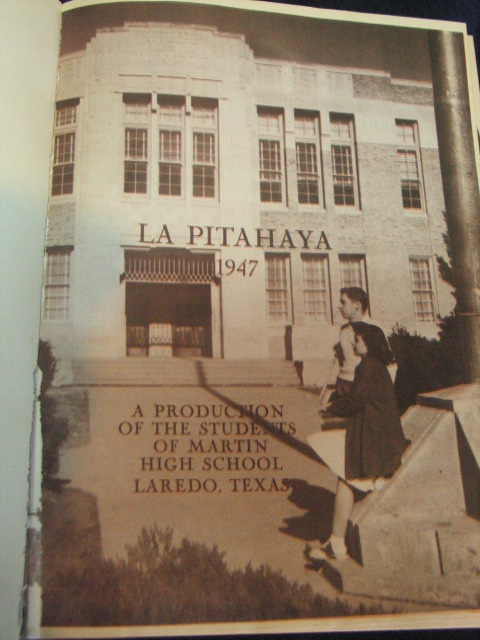 LA PITAHAYA
1947
A PRODUCTION
OF THE STUDENTS
OF MARTIN
HIGH SCHOOL
LAREDO, TEXAS